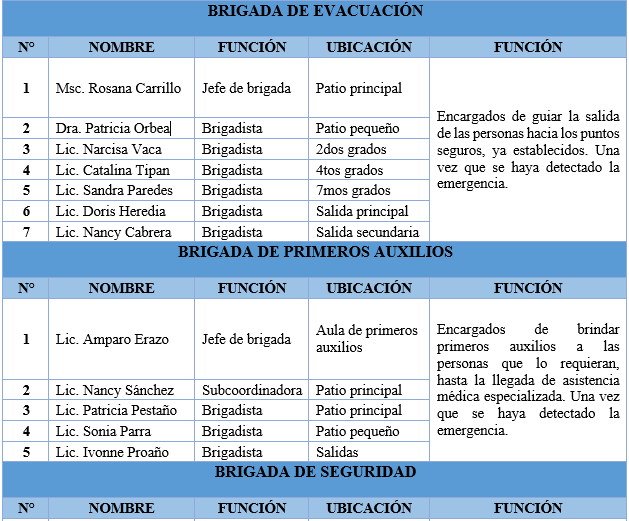 BRIGADA DE EVACUACIÓN
N° NOMBRE FUNCIÓN UBICACIÓN FUNCIÓN
1 Msc. Rosana Carrillo Jefe de brigada Patio principal
2 Dra. Patricia Orbea Brigadista Patio pequeño
3 Lic. Narcisa Vaca Brigadista 2dos grados
4 Lic. Catalina Tipan Brigadista 4tos grados
5 Lic. Sandra Paredes Brigadista 7mos grados
6 Lic. Doris Heredia Brigadista Salida principal
7 Lic. Nancy Cabrera Brigadista Salida secundaria
Encargados de guiar la salida
de las personas hacia los puntos
seguros, ya establecidos. Una
vez que se haya detectado la
emergencia.
BRIGADA DE PRIMEROS AUXILIOS
N° NOMBRE FUNCIÓN UBICACIÓN FUNCIÓN
1 Lic. Amparo Erazo Jefe de brigada Aula de primeros
auxilios
2 Lic. Nancy Sánchez Subcoordinadora Patio principal
3 Lic. Patricia Pestaño Brigadista Patio principal
4 Lic. Sonia Parra Brigadista Patio pequeño
5 Lic. Ivonne Proaño Brigadista Salidas
Encargados de brindar
primeros auxilios a las
personas que lo requieran,
hasta la llegada de asistencia
médica especializada. Una vez
que se haya detectado la
emergencia.
BRIGADA DE SEGURIDAD
N° NOMBRE FUNCIÓN UBICACIÓN FUNCIÓN